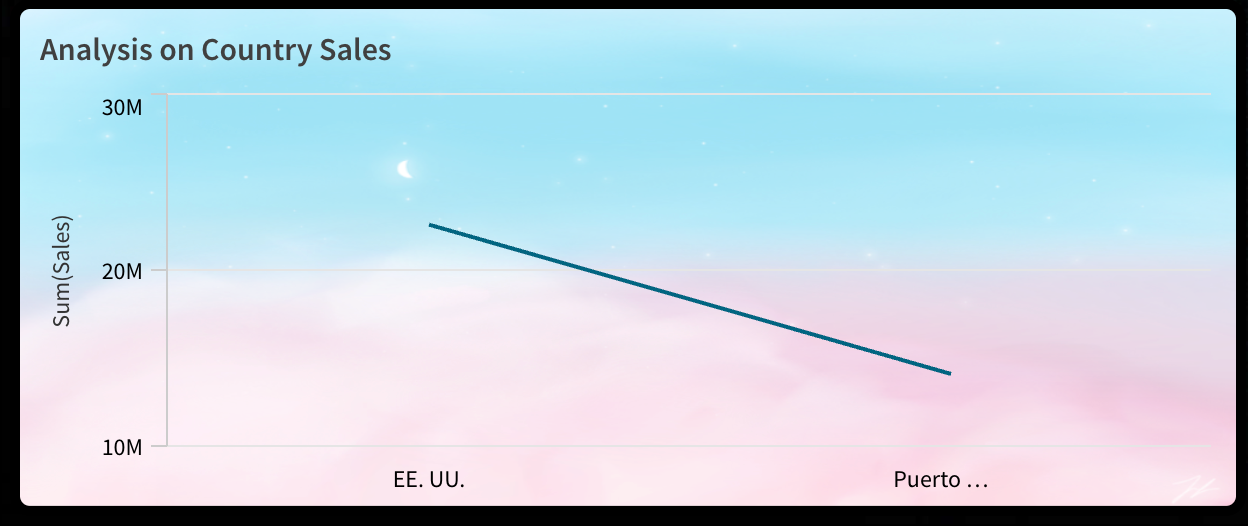 Analysis on Country Sales
30M
20M
10M
Sum(Sales)
EE. UU.
Puerto …